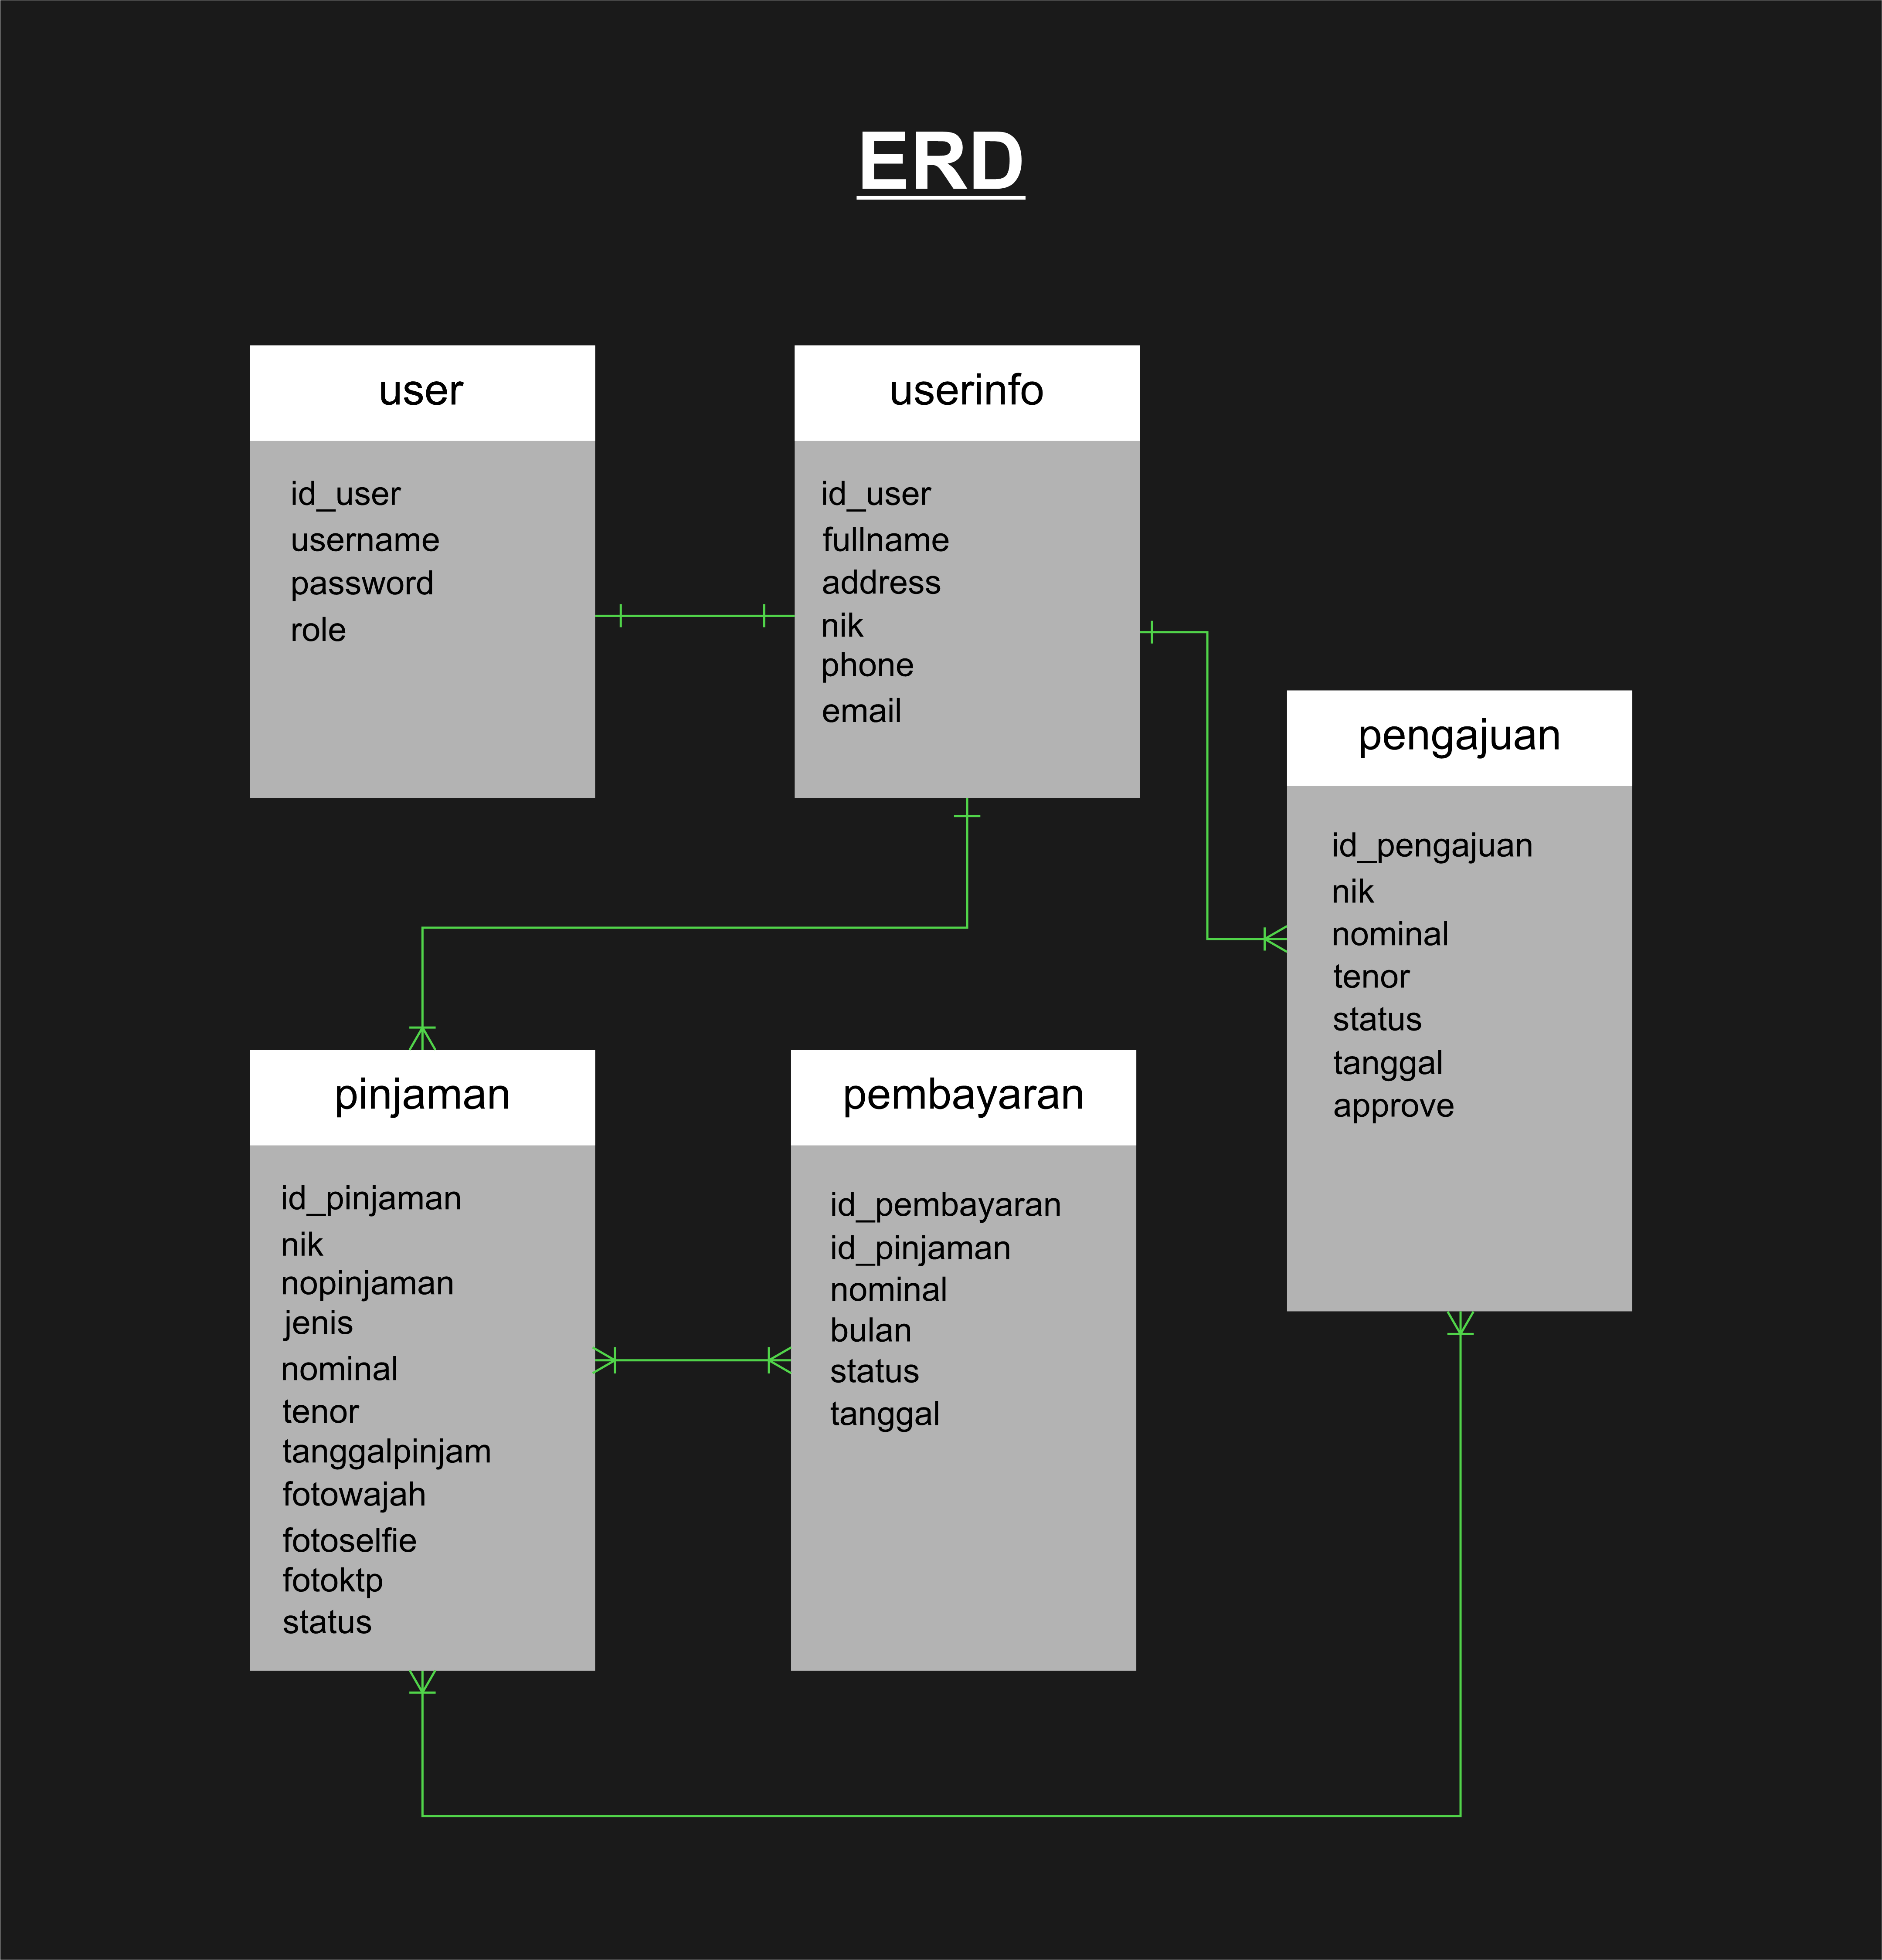 ERD
user
id_user
username
password
role
userinfo
id_user
fullname
address
nik
phone
email
pengajuan
id_pengajuan
nik
nominal
tenor
status
tanggal
approve
pinjaman
id_pinjaman
nik
nopinjaman
jenis
nominal
tenor
tanggalpinjam
fotowajah
fotoselfie
fotoktp
status
pembayaran
id_pembayaran
id_pinjaman
nominal
bulan
status
tanggal